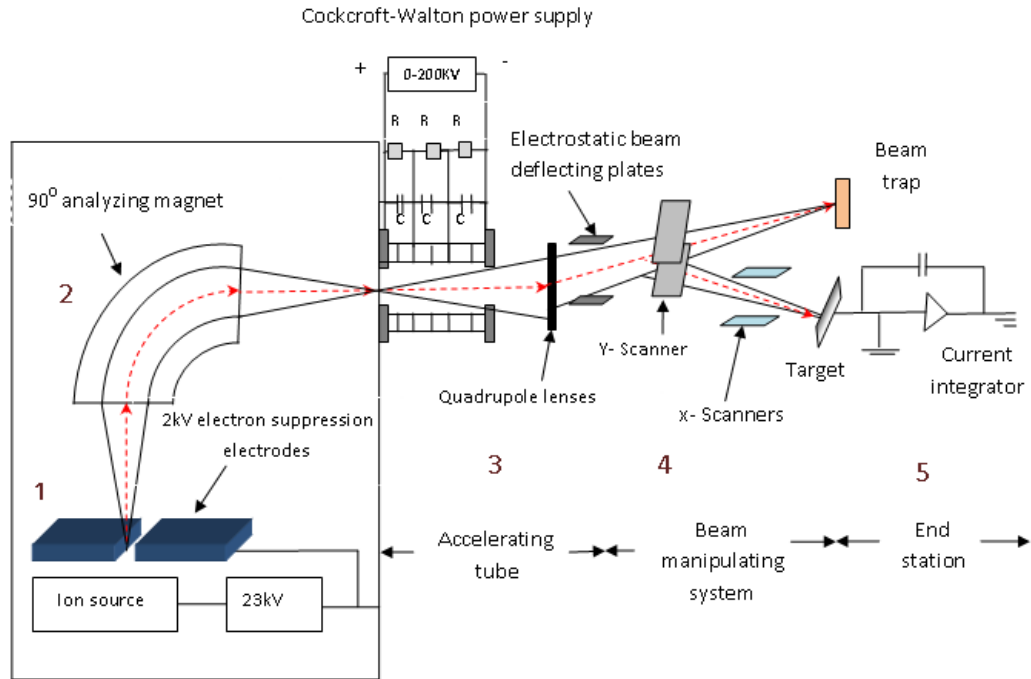 Cockcroft-Walton power supply
+
-
0-200KV
R R R
C C C
Electrostatic beam
deflecting plates
Beam
trap
90⁰ analyzing magnet
2
Y- Scanner
Target
Current
integrator
Quadrupole lenses
x- Scanners
2kV electron suppression
electrodes
1
3
4
5
Accelerating
tube
Beam
manipulating
system
End
station
Ion source
23kV